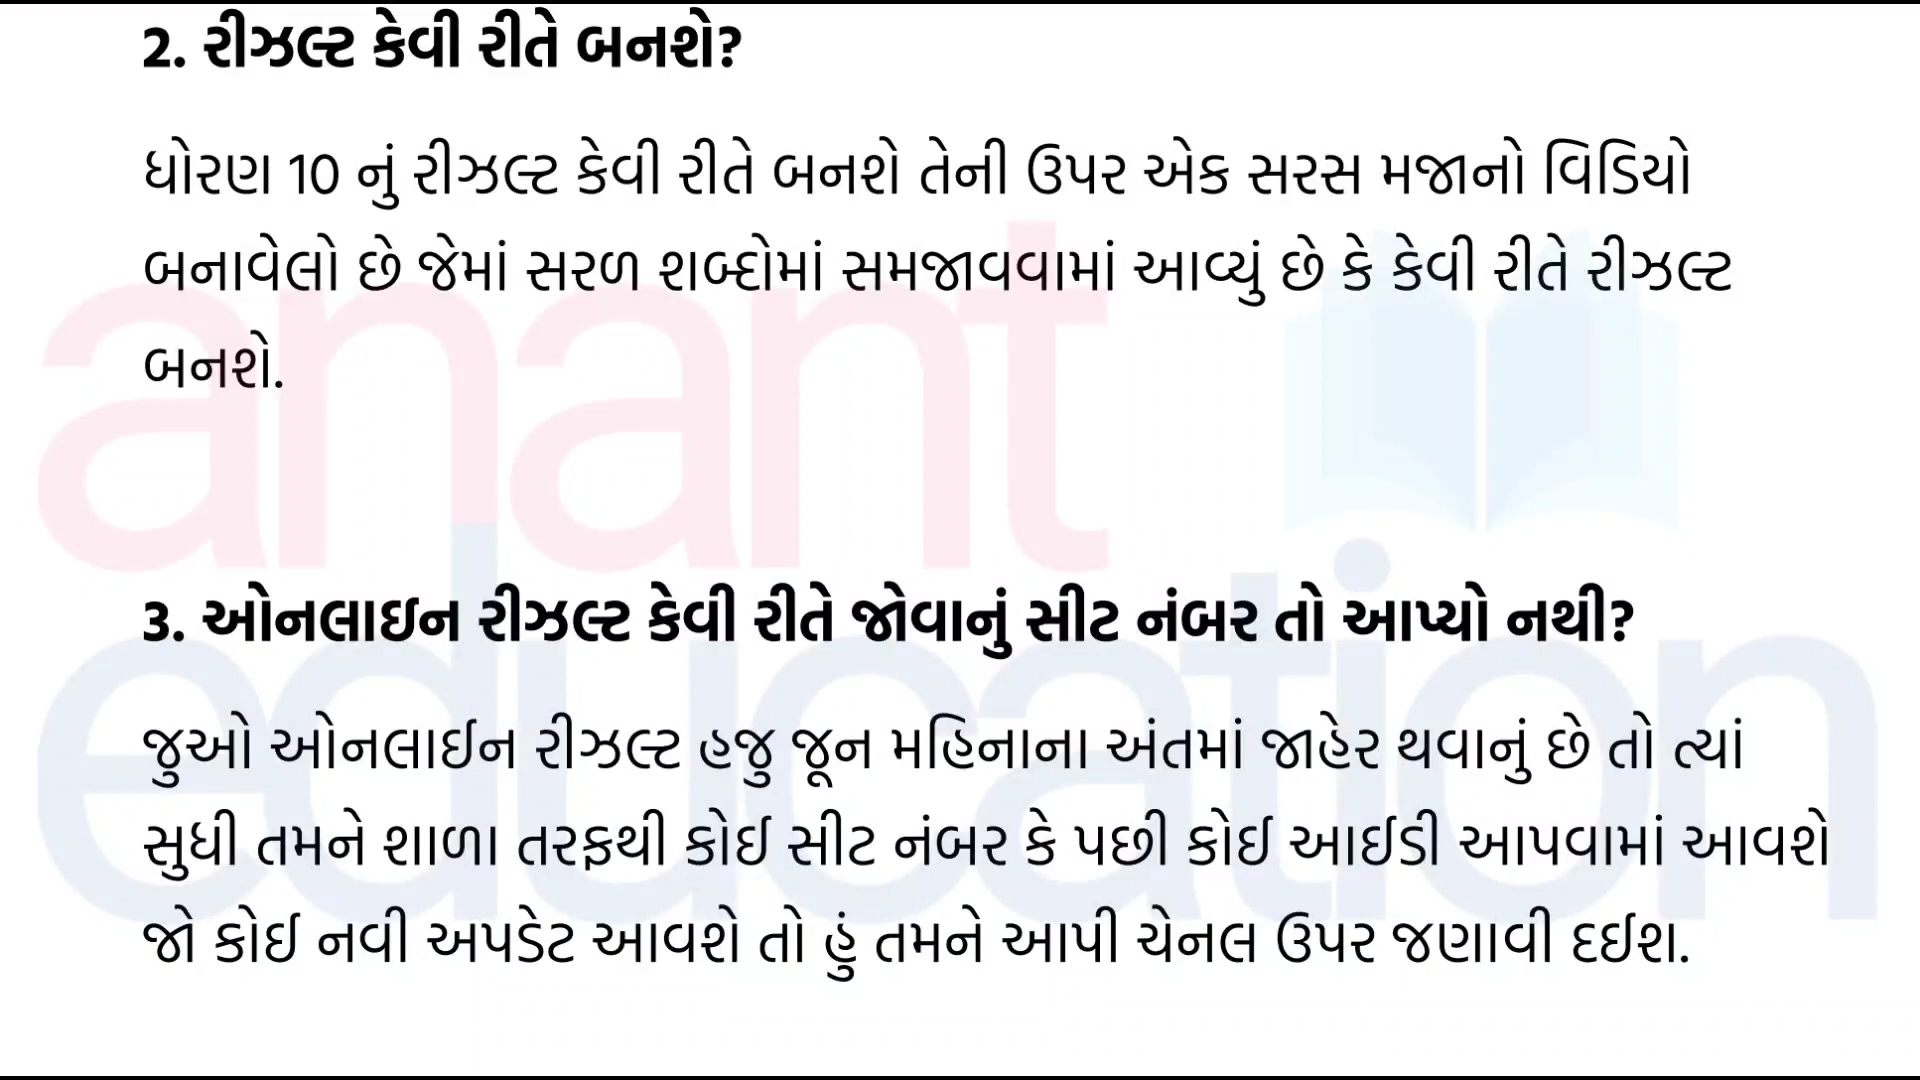 2. રીઝલ્ટ કેવી રીતે બનશે?
ધોરણ 10 નું રીઝલ્ટ કેવી રીતે બનશે તેની ઉપર એક સરસ મજાનો વિડિયો
બનાવેલો છે જેમાં સરળ શબ્દોમાં સમજાવવામાં આવ્યું છે કે કેવી રીતે રીઝલ્ટ
બનશે.
anant
education
3. ઓનલાઇન રીઝલ્ટ કેવી રીતે જોવાનું સીટ નંબર તો આપ્યો નથી?
જુઓ ઓનલાઈન રીઝલ્ટ હજુ જૂન મહિનાના અંતમાં જાહેર થવાનું છે તો ત્યાં
સુધી તમને શાળા તરફથી કોઈ સીટ નંબર કે પછી કોઈ આઈડી આપવામાં આવશે
જો કોઈ નવી અપડેટ આવશે તો હું તમને આપી ચેનલ ઉપર જણાવી દઈશ.